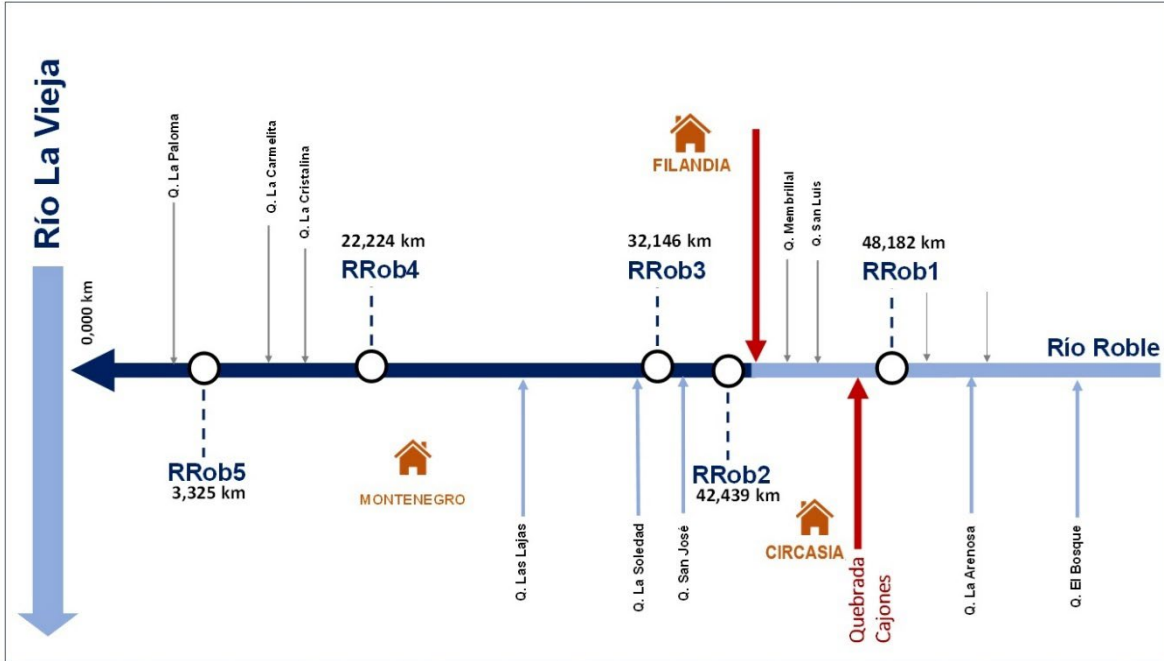 Río La Vieja
0,000 km
Q. La Paloma
Q. La Carmelita
Q. La Cristalina
22,224 km
RRob4
32,146 km
RRob3
FILANDIA
Q. Membrillal
Q. San Luis
48,182 km
RRob1
Río Roble
RRob5
3,325 km
MONTENEGRO
Q. Las Lajas
Q. La Soledad
Q. San José
RRob2
42,439 km
CIRCASIA
Quebrada
Cajones
Q. La Arenosa
Q. El Bosque